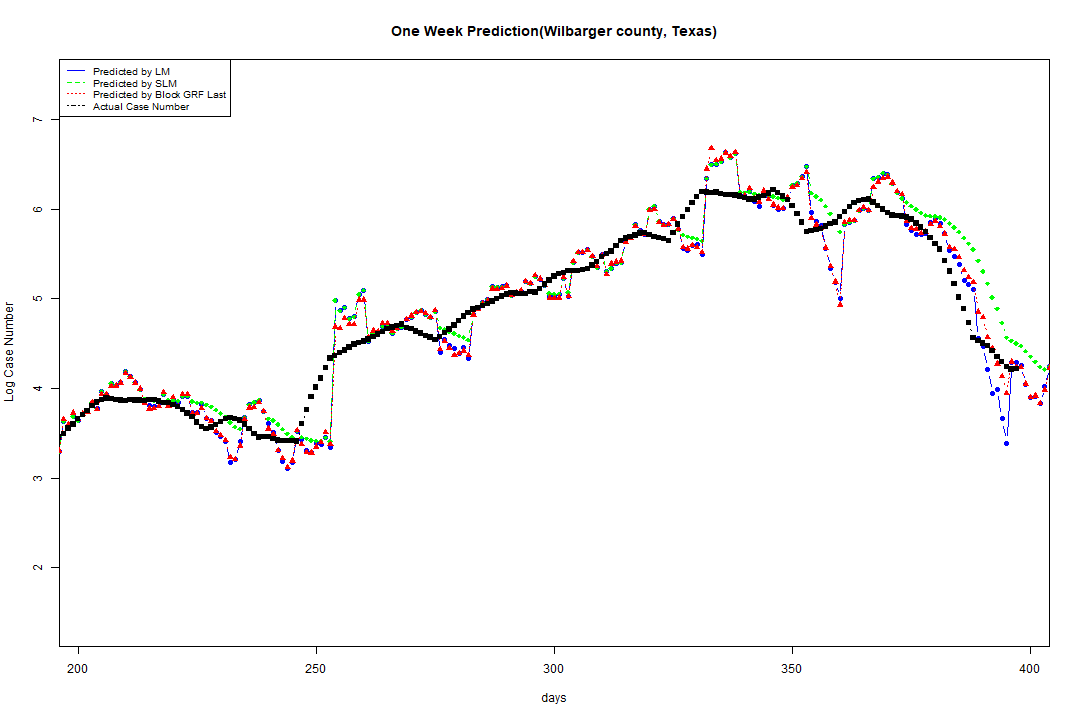 One Week Prediction(Wilbarger county, Texas)
Predicted by LM
Predicted by SLM
Predicted by Block GRF Last
Actual Case Number
7
6
5
4
3
2
Log Case Number
200 250 300 350 400
days